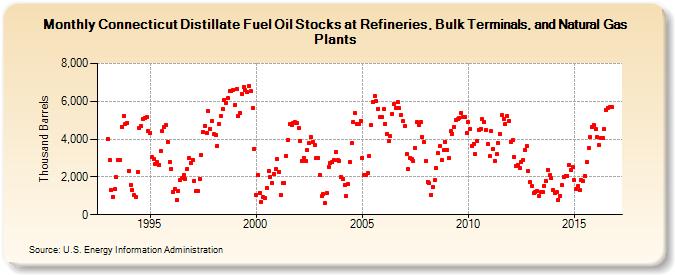 Monthly Connecticut Distillate Fuel Oil Stocks at Refineries, Bulk Terminals, and Natural Gas
Plants
Thousand Barrels
8,000
6,000
4,000
2,000
0
1995 2000 2005 2010 2015
Source: U.S. Energy Information Administration